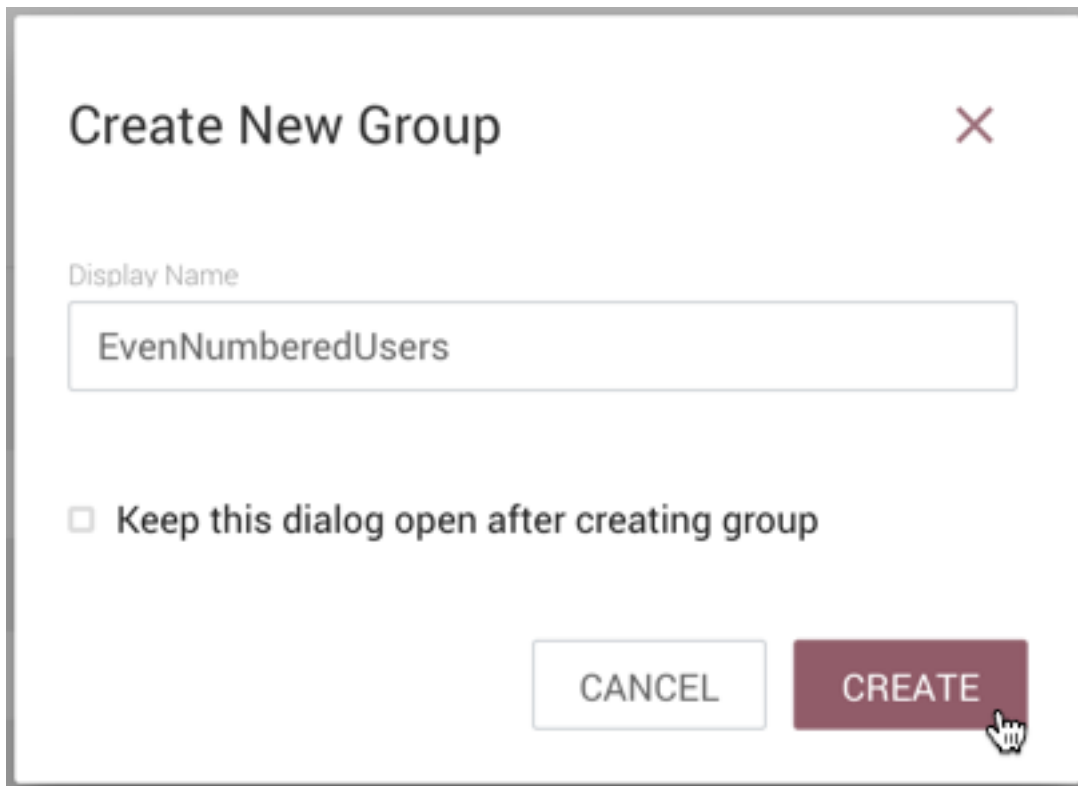 Create New Group
Display Name
EvenNumberedUsers
Keep this dialog open after creating group
CANCEL CREATE